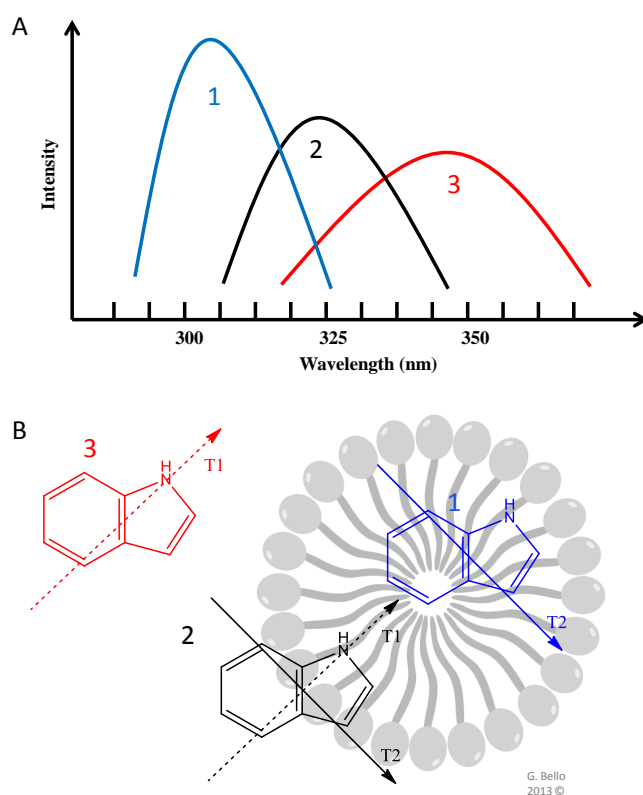 A
1
2
3
Intensity
300 325 350
Wavelength (nm)
B
3
H
N
T1
1
H
N
T2
2
H
N
T1
T2
G. Bello
2013 ©